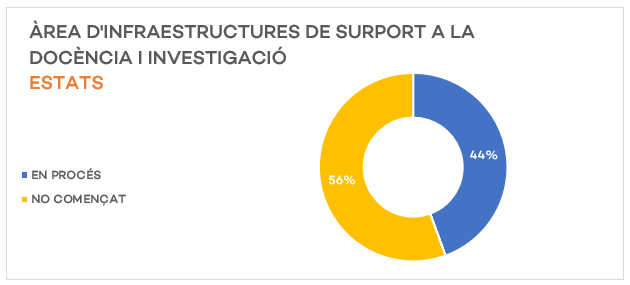 ÀREA D'INFRAESTRUCTURES DE SURPORT A LA
DOCÈNCIA I INVESTIGACIÓ
ESTATS
EN PROCÉS
NO COMENÇAT
44%
56%